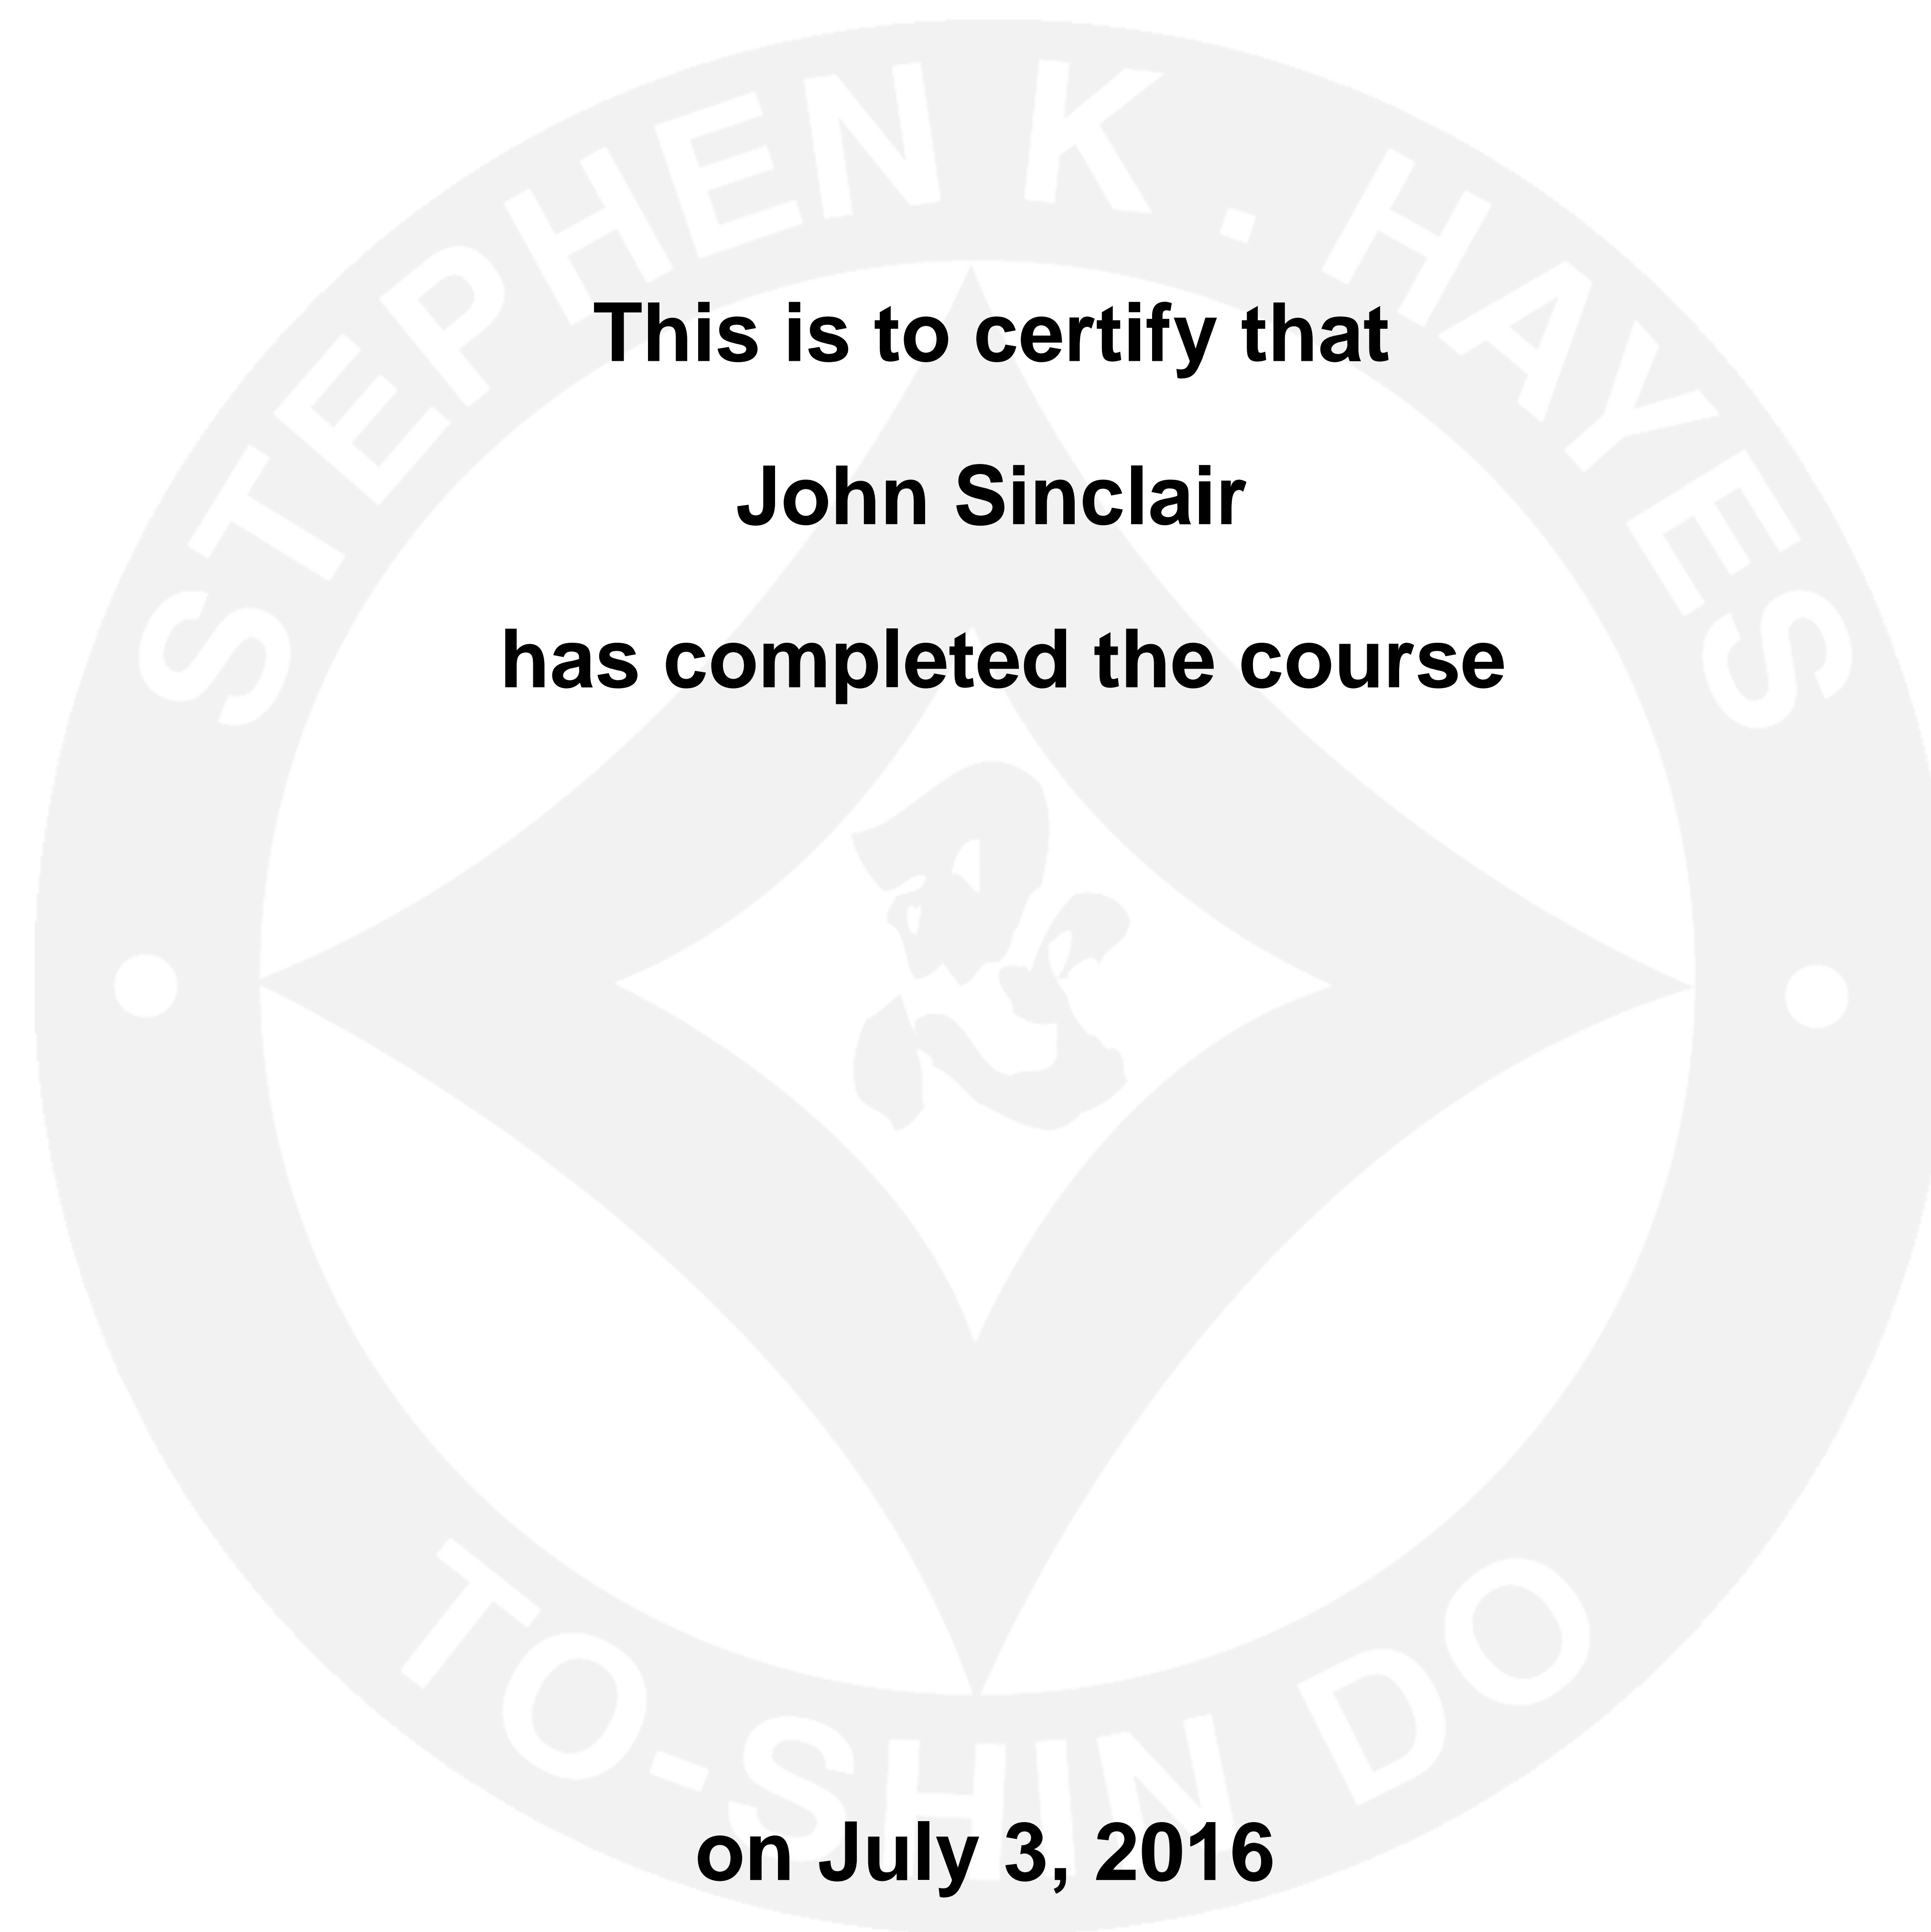 STEPHEN K. HAYES
This is to certify that
John Sinclair
has completed the course
忍
TO-SHIN DO
on July 3, 2016